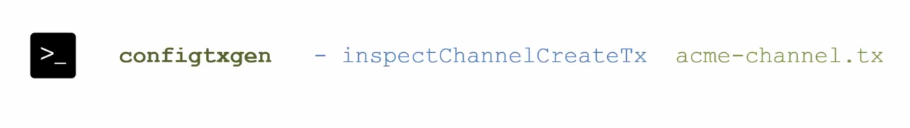 >_ configtxgen - inspectChannelCreateTx acme-channel.tx